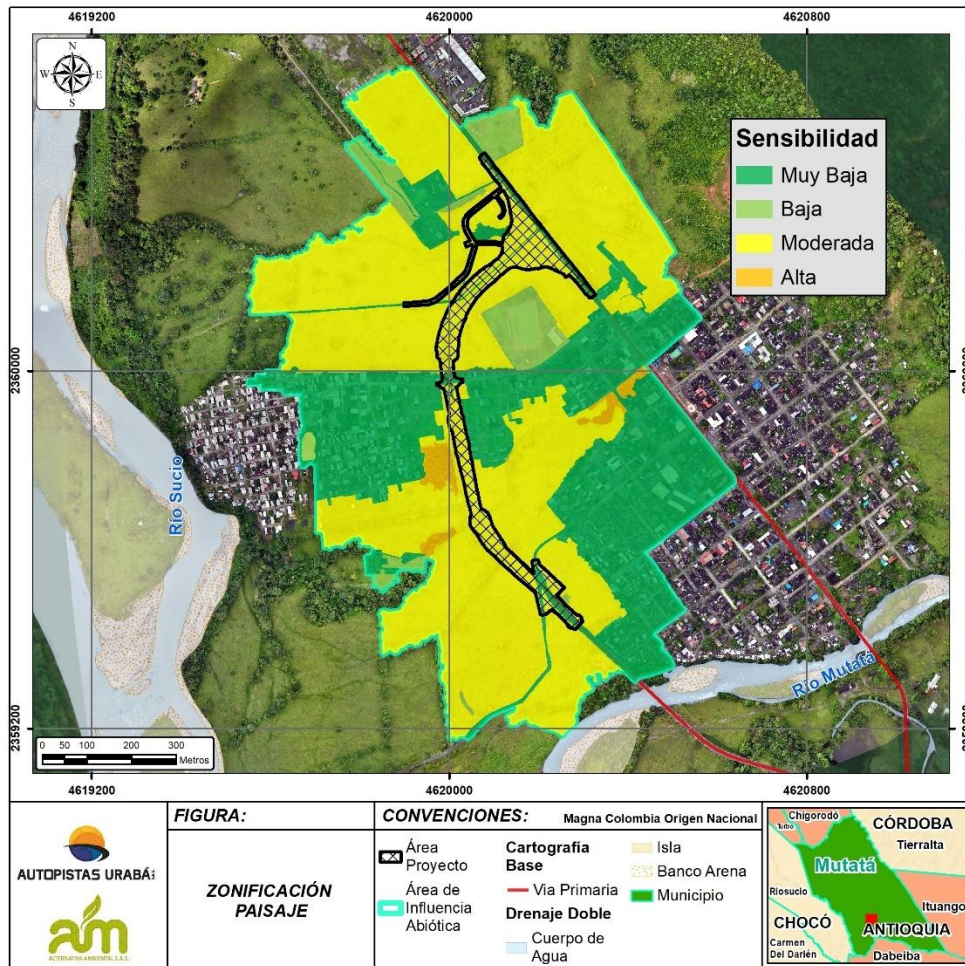 4619200
4620000
4620800
N
W
E
S
Sensibilidad
Muy Baja
Baja
Moderada
Alta
2360000
2360000
Río Sucio
Río Mutatá
2359200
2359200
0 50 100 200 300
Metros
4619200
4620000
4620800
AUTOPISTAS URABÁ
ALTERNATIVA AMBIENTAL S.A.S.
FIGURA:
ZONIFICACIÓN
PAISAJE
CONVENCIONES:
Magna Colombia Origen Nacional
Área
Proyecto
Área de
Influencia
Abiótica
Cartografía
Base
Vía Primaria
Drenaje Doble
Cuerpo de
Agua
Isla
Banco Arena
Municipio
Chigorodó
Turbo
CÓRDOBA
Tierralta
Mutatá
Riosucio
Ituango
CHOCÓ
ANTIOQUIA
Carmen
Del Darién
Dabeiba